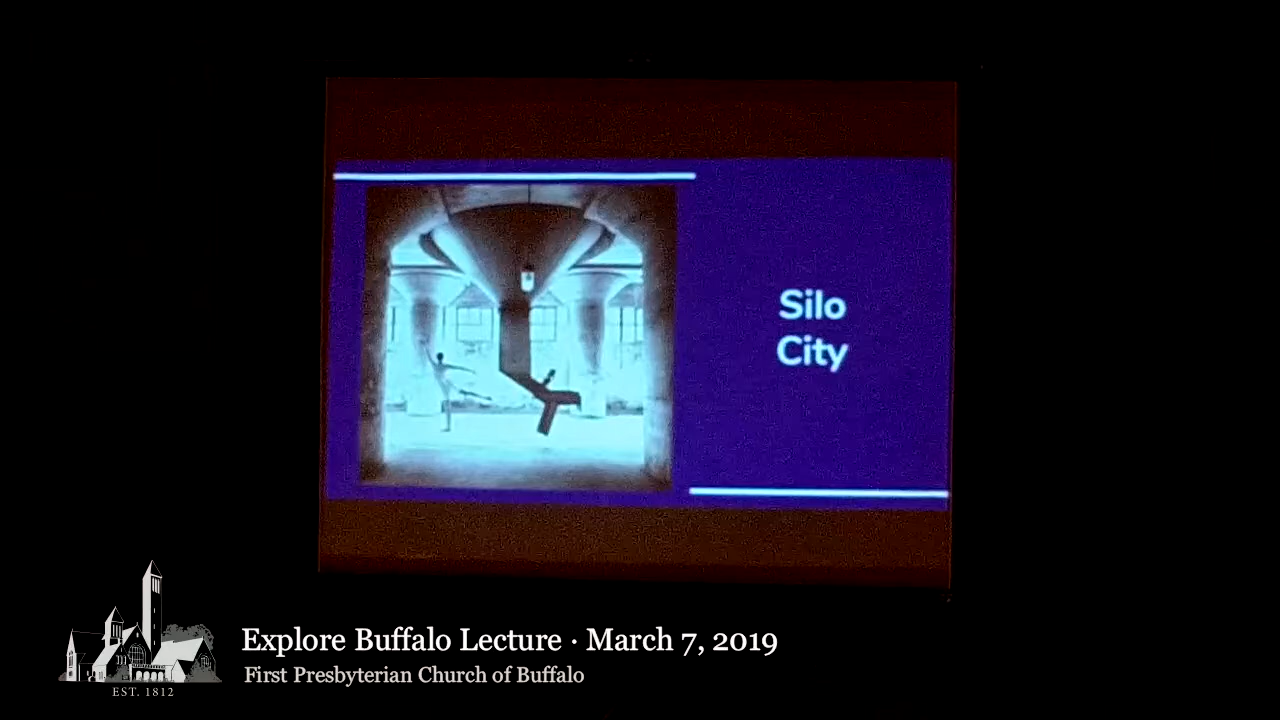 Silo
City
Explore Buffalo Lecture · March 7, 2019
First Presbyterian Church of Buffalo
EST. 1812